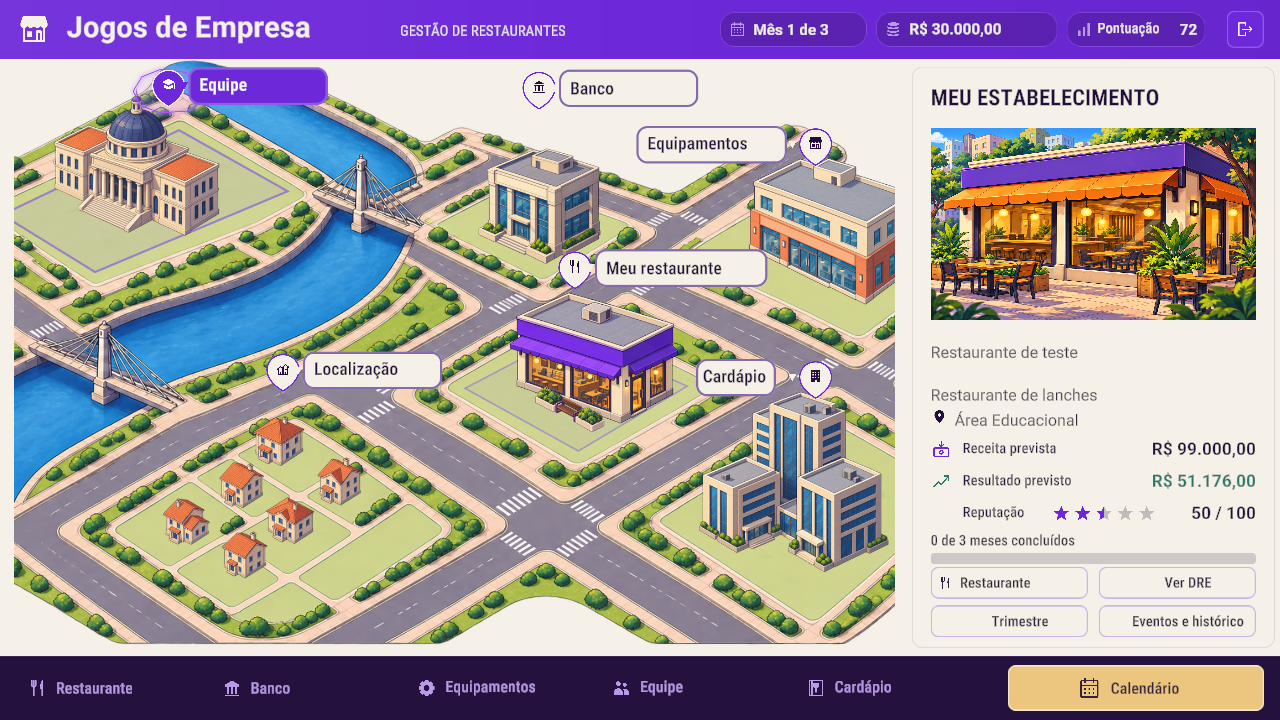 Jogos de Empresa
GESTÃO DE RESTAURANTES
Mês 1 de 3
R$ 30.000,00
Pontuação 72
Equipe
Banco
Equipamentos
Meu restaurante
Localização
Cardápio
MEU ESTABELECIMENTO
Restaurante de teste
Restaurante de lanches
Área Educacional
Receita prevista R$ 99.000,00
Resultado previsto R$ 51.176,00
Reputação 50 / 100
0 de 3 meses concluídos
Restaurante Ver DRE
Trimestre Eventos e histórico
Restaurante Banco Equipamentos Equipe Cardápio Calendário